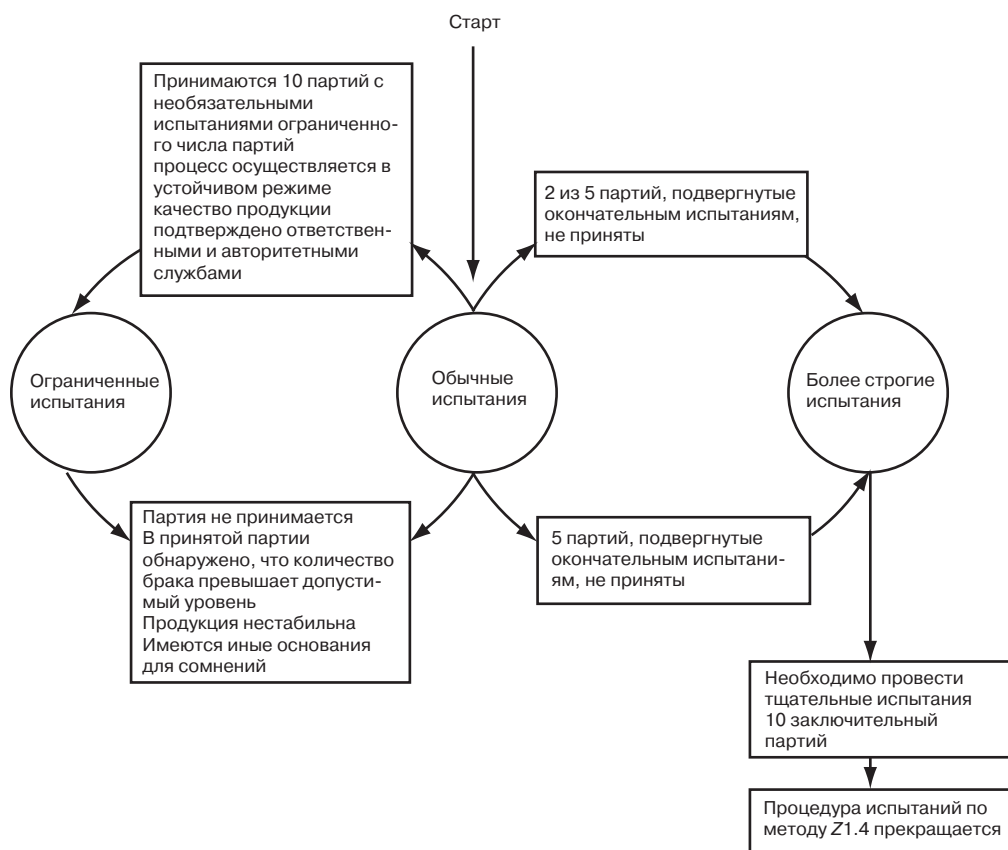 Старт
Принимаются 10 партий с
необязательными
испытаниями ограниченно-
го числа партий
процесс осуществляется в
устойчивом режиме
качество продукции
подтверждено ответствен-
ными и авторитетными
службами
2 из 5 партий, подвергнутые
окончательным испытаниям,
не приняты
Ограниченные
испытания
Обычные
испытания
Более строгие
испытания
Партия не принимается
В принятой партии
обнаружено, что количество
брака превышает допусти-
мый уровень
Продукция нестабильна
Имеются иные основания
для сомнений
5 партий, подвергнутые
окончательным испытани-
ям, не приняты
Необходимо провести
тщательные испытания
10 заключительный
партий
Процедура испытаний по
методу Z1.4 прекращается